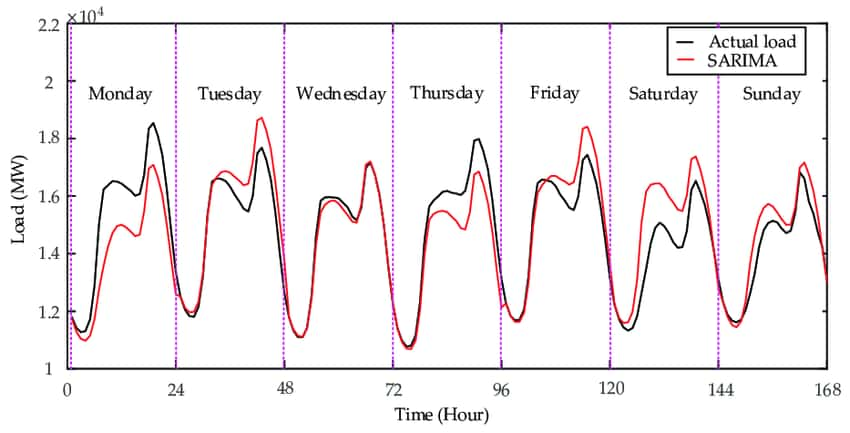 ×10⁴
2.2
2
1.8
1.6
1.4
1.2
1
Load (MW)
Actual load
SARIMA
Monday Tuesday Wednesday Thursday Friday Saturday Sunday
0 24 48 72 96 120 144 168
Time (Hour)